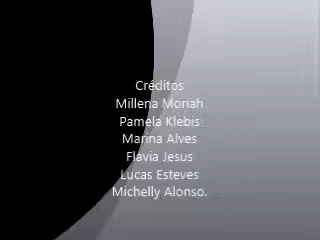 Créditos
Millena Moriah
Pamela Klebis
Marina Alves
Flavia Jesus
Lucas Esteves
Michelly Alonso.